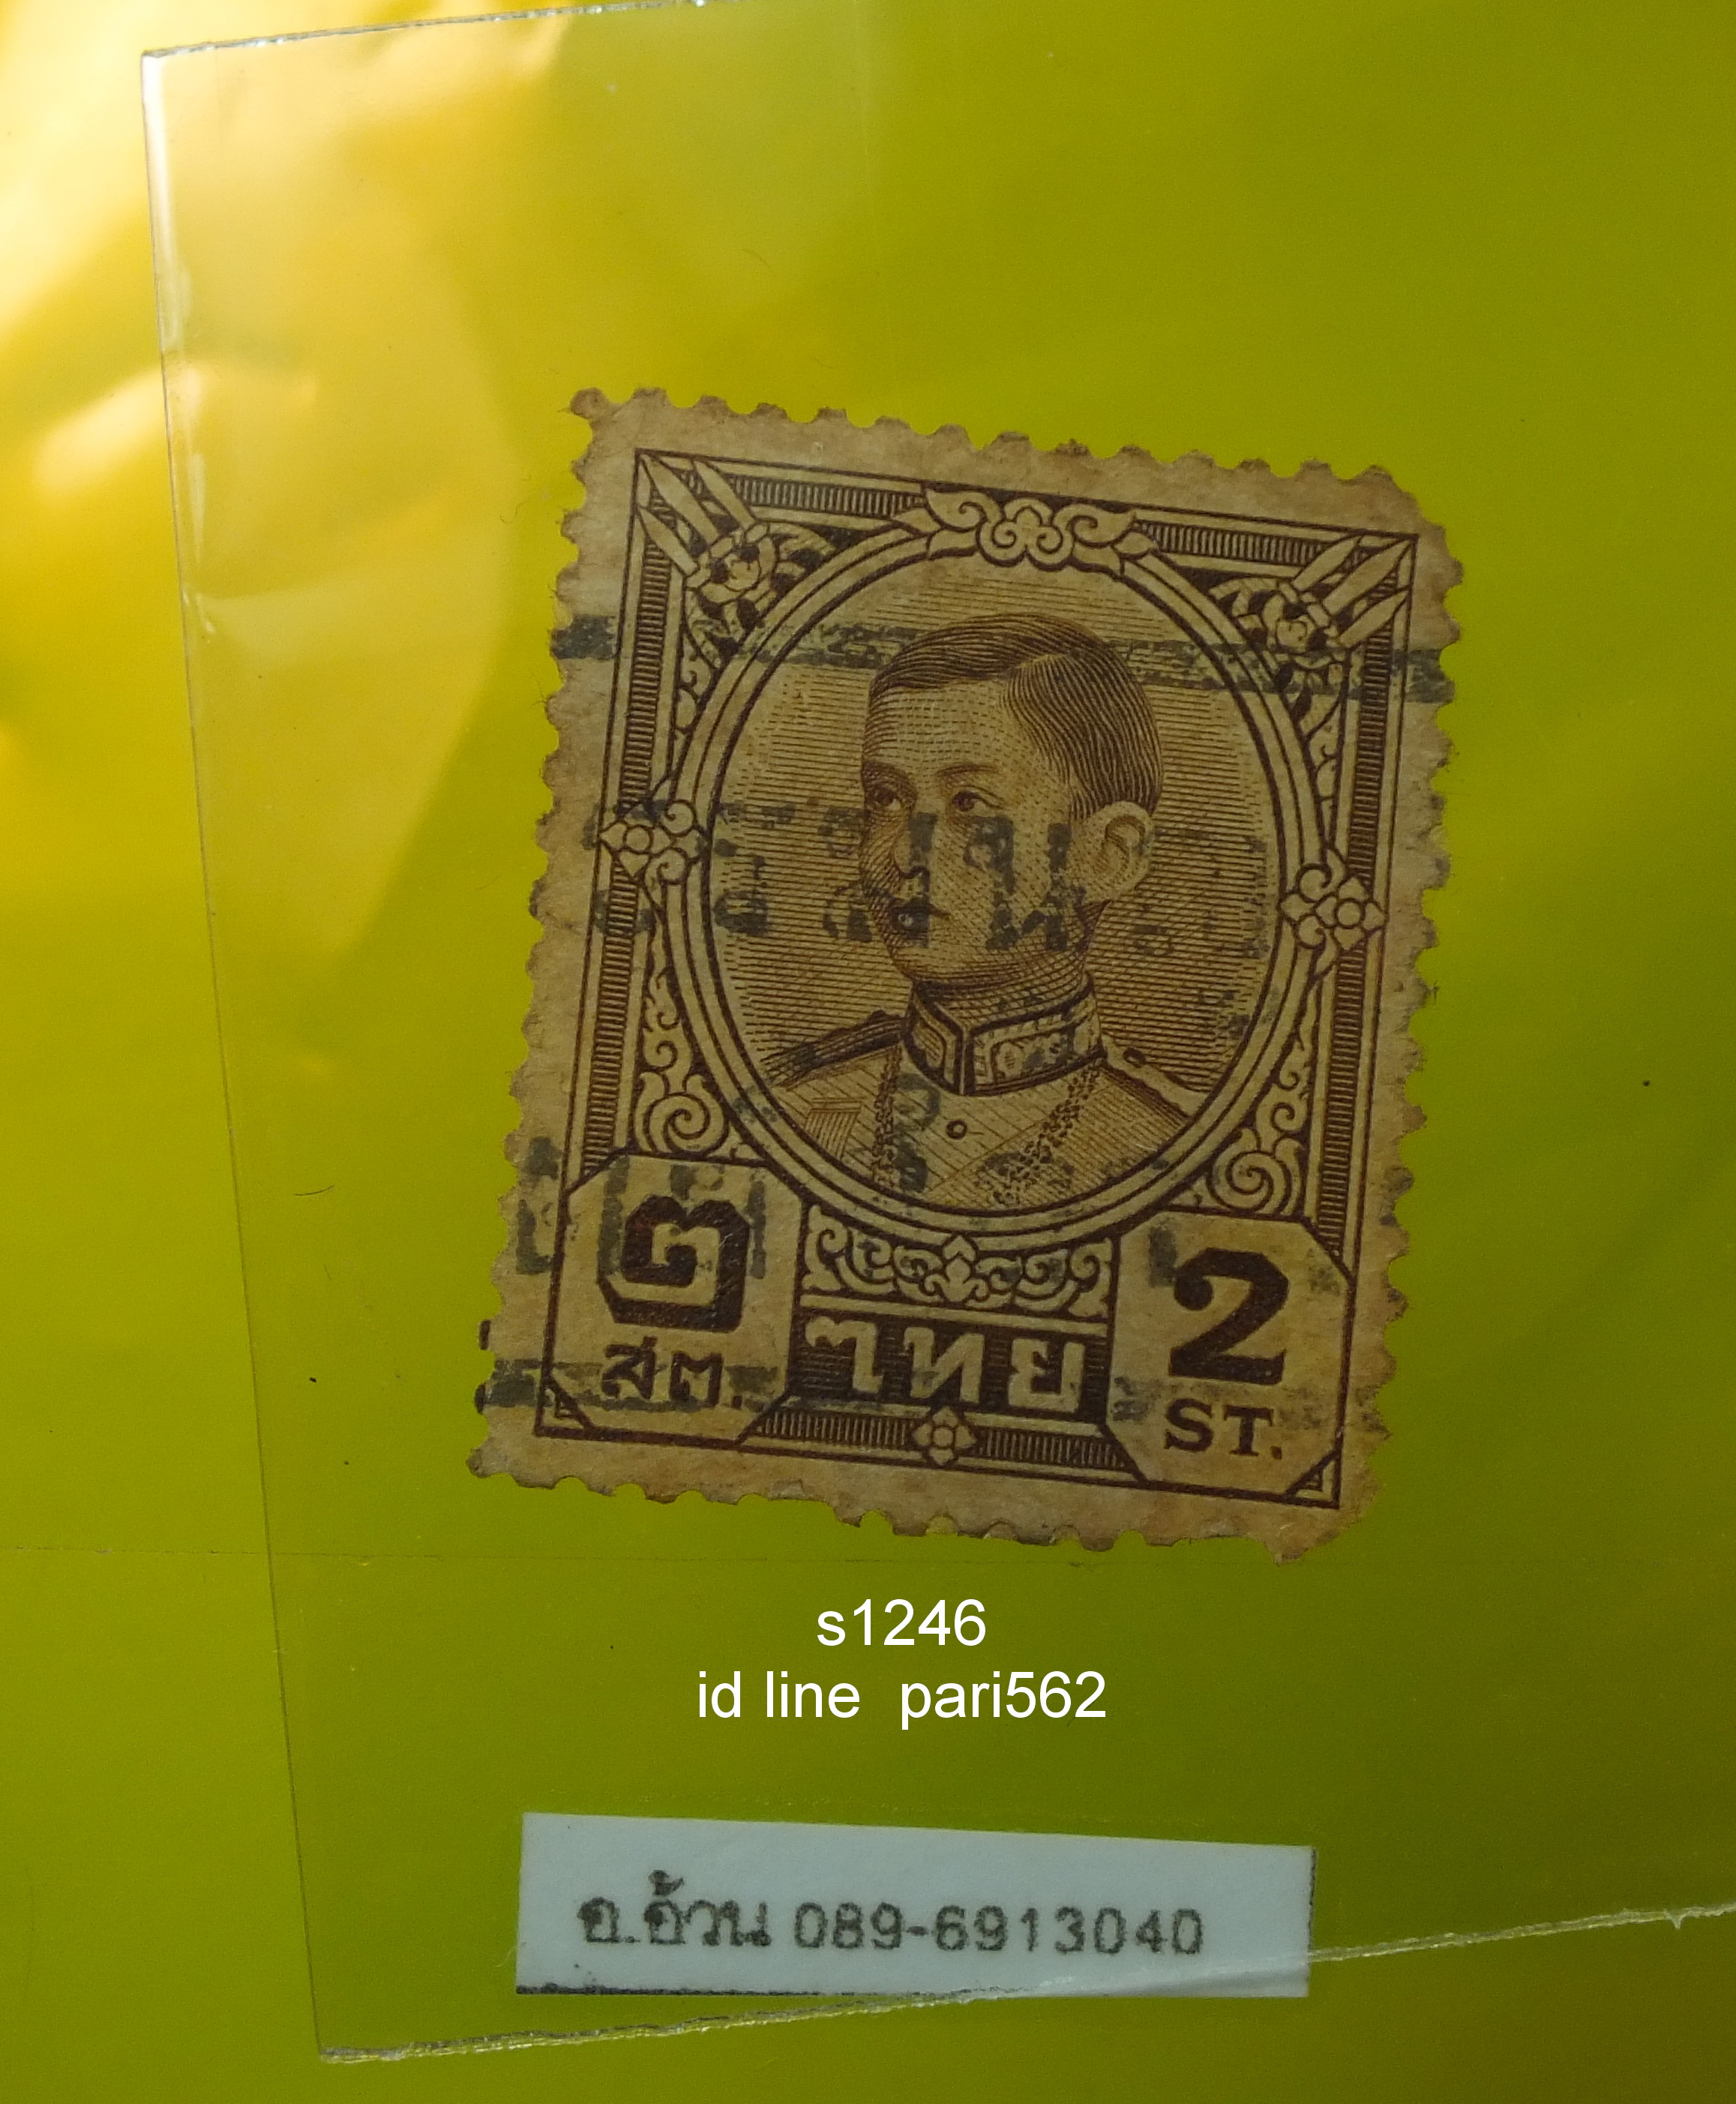 ๒
สต.
ไทย
2
ST.
s1246
id line pari562
อ.อ้วน 089-6913040